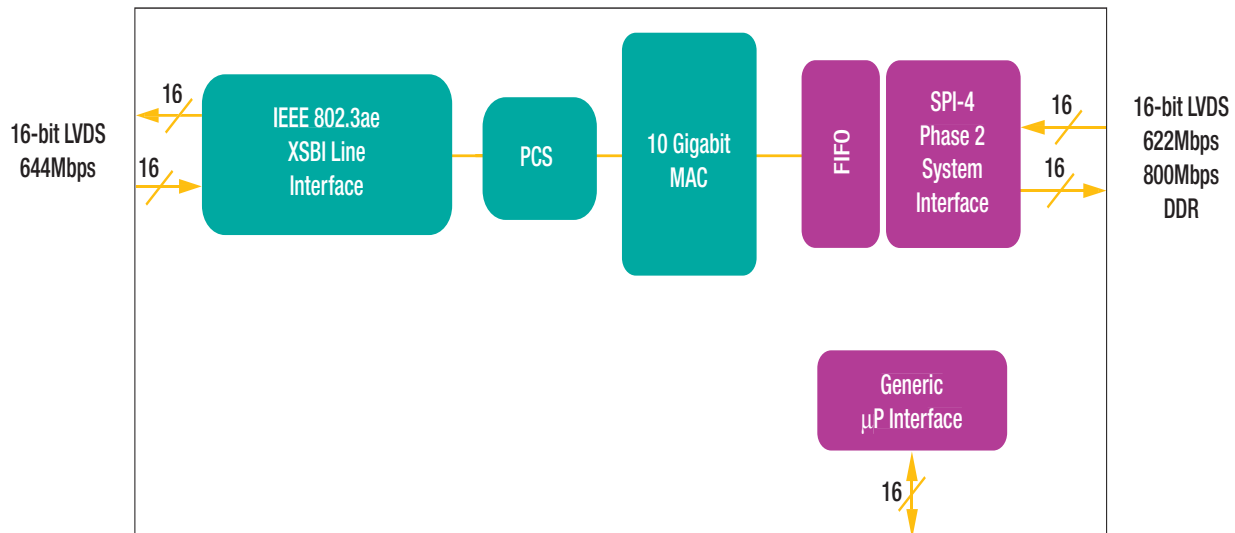 16-bit LVDS
644Mbps
16
16
IEEE 802.3ae
XSBI Line
Interface
PCS
10 Gigabit
MAC
FIFO
SPI-4
Phase 2
System
Interface
16
16
16-bit LVDS
622Mbps
800Mbps
DDR
Generic
μP Interface
16